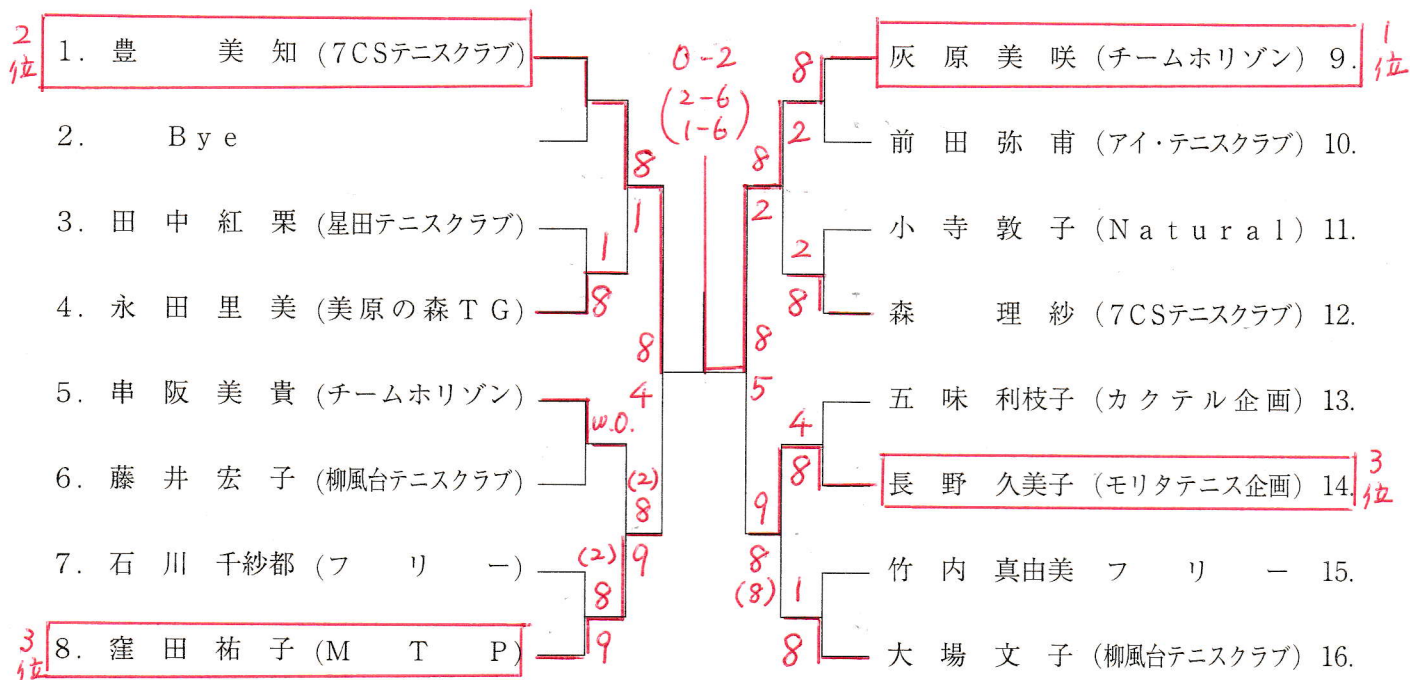 2位
1. 豊 美 知 (7CSテニスクラブ)
2. Bye
8
1
3. 田 中 紅 栗 (星田テニスクラブ)
1
4. 永 田 里 美 (美原の森TG)
8
8
5. 串 阪 美 貴 (チームホリゾン)
4
w.o.
6. 藤 井 宏 子 (柳風台テニスクラブ)
(2)
8
7. 石 川 千紗都 (フ リ ー)
(2)
9
8
3位
8. 窪 田 祐 子 (M T P)
9
0-2
(2-6
1-6)
8
灰 原 美 咲 (チームホリゾン) 9.
1位
2
前 田 弥 甫 (アイ・テニスクラブ) 10.
8
2
小 寺 敦 子 (Natural) 11.
2
8
森 理 紗 (7CSテニスクラブ) 12.
8
5
五 味 利枝子 (カクテル企画) 13.
4
8
長 野 久美子 (モリタテニス企画) 14.
3位
9
8
(8)
竹 内 真由美 フ リ ー 15.
1
8
大 場 文 子 (柳風台テニスクラブ) 16.